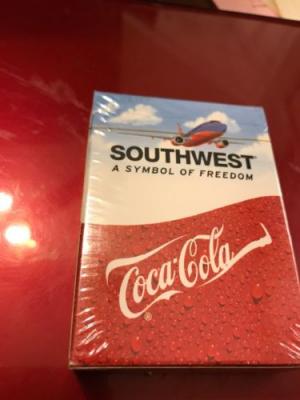 SOUTHWEST
A SYMBOL OF FREEDOM
Coca-Cola
®